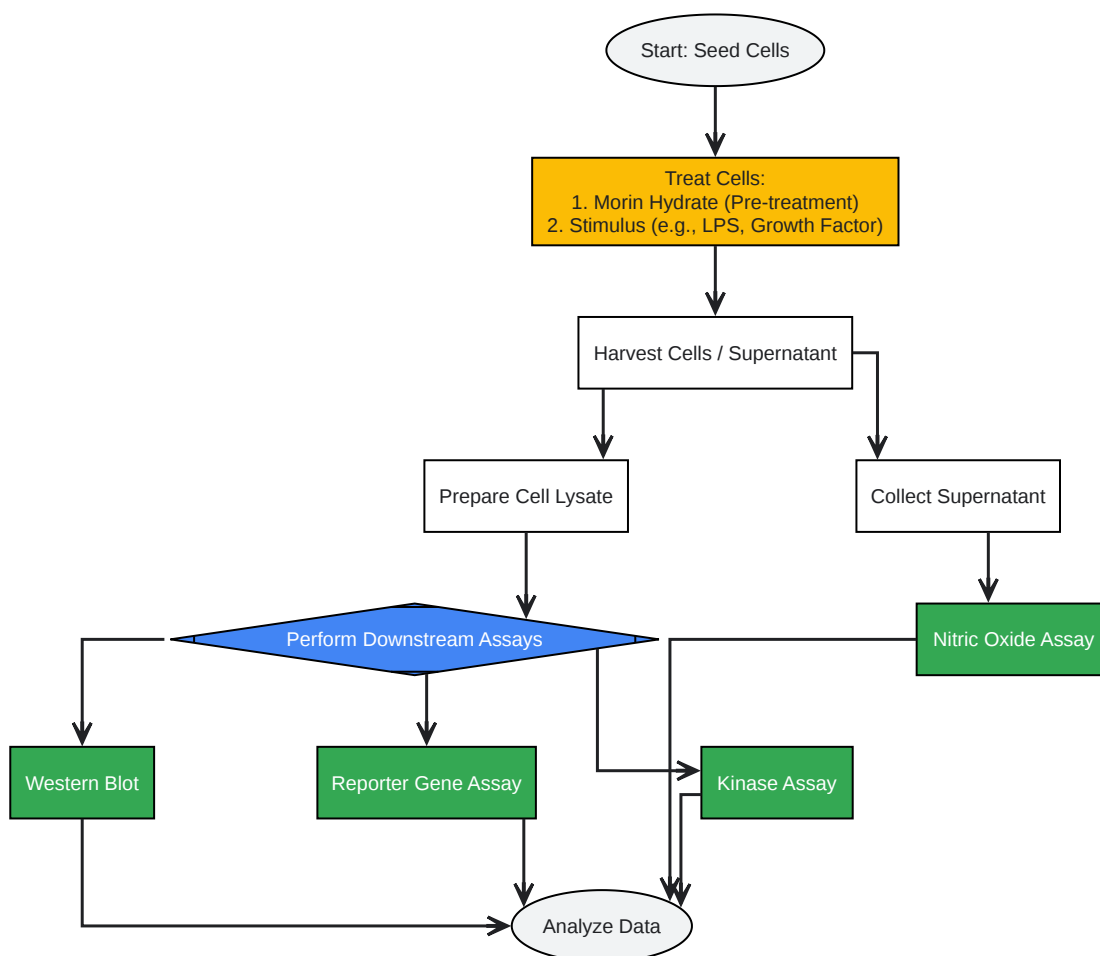 Start: Seed Cells
Treat Cells:
1. Morin Hydrate (Pre-treatment)
2. Stimulus (e.g., LPS, Growth Factor)
Harvest Cells / Supernatant
Prepare Cell Lysate
Collect Supernatant
Perform Downstream Assays
Nitric Oxide Assay
Western Blot
Reporter Gene Assay
Kinase Assay
Analyze Data